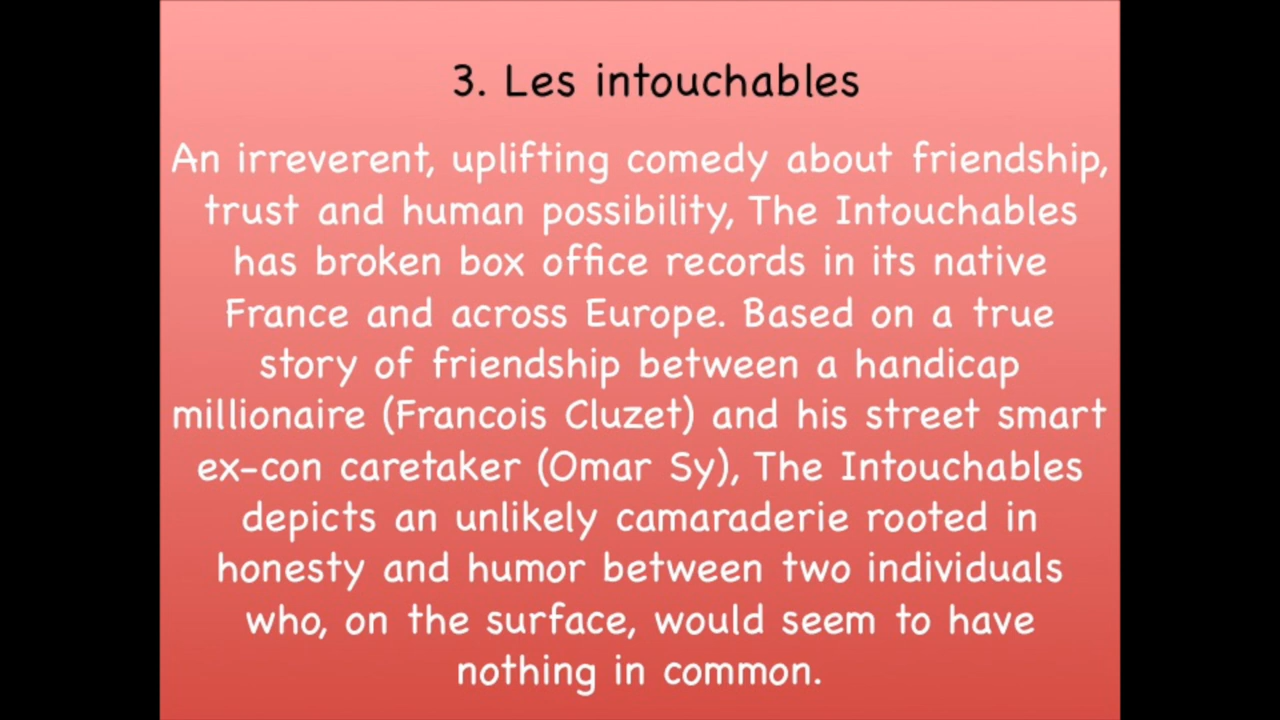 3. Les intouchables
An irreverent, uplifting comedy about friendship,
trust and human possibility, The Intouchables
has broken box office records in its native
France and across Europe. Based on a true
story of friendship between a handicap
millionaire (Francois Cluzet) and his street smart
ex-con caretaker (Omar Sy), The Intouchables
depicts an unlikely camaraderie rooted in
honesty and humor between two individuals
who, on the surface, would seem to have
nothing in common.